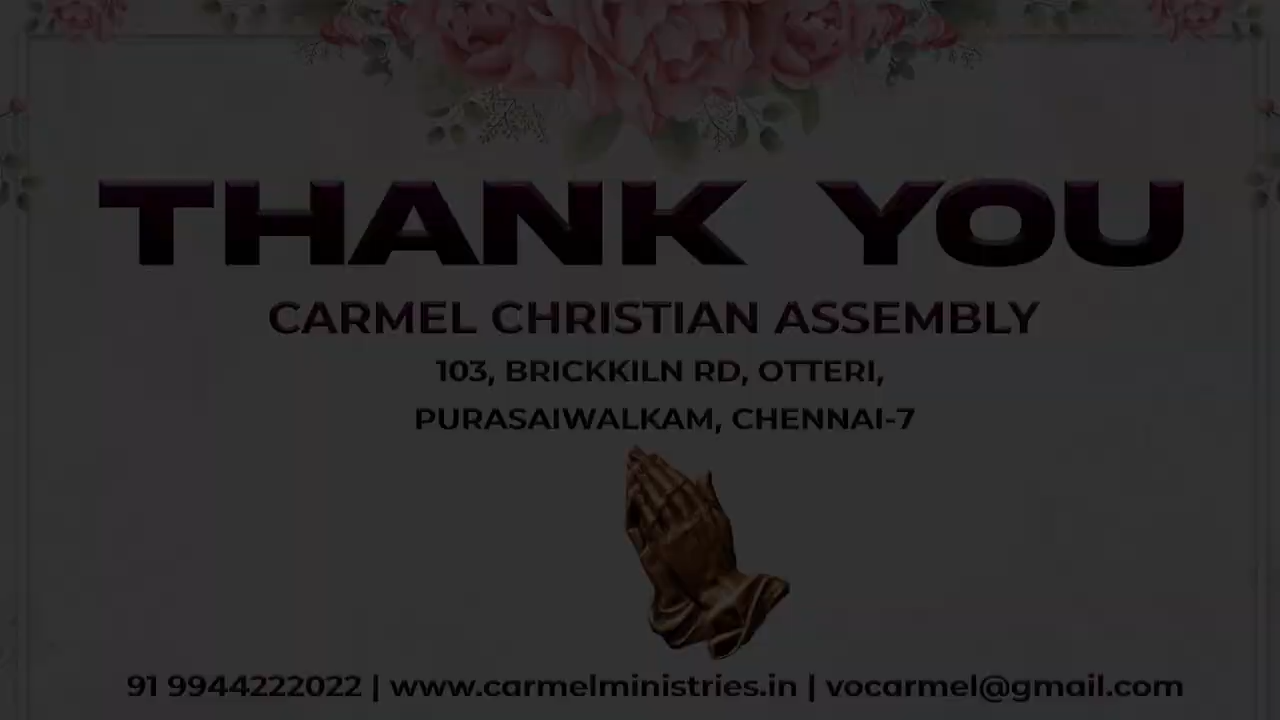 THANK YOU
CARMEL CHRISTIAN ASSEMBLY
103, BRICKKILN RD, OTTERI,
PURASAIWALKAM, CHENNAI-7
91 9944222022 | www.carmelministries.in | vocarmel@gmail.com